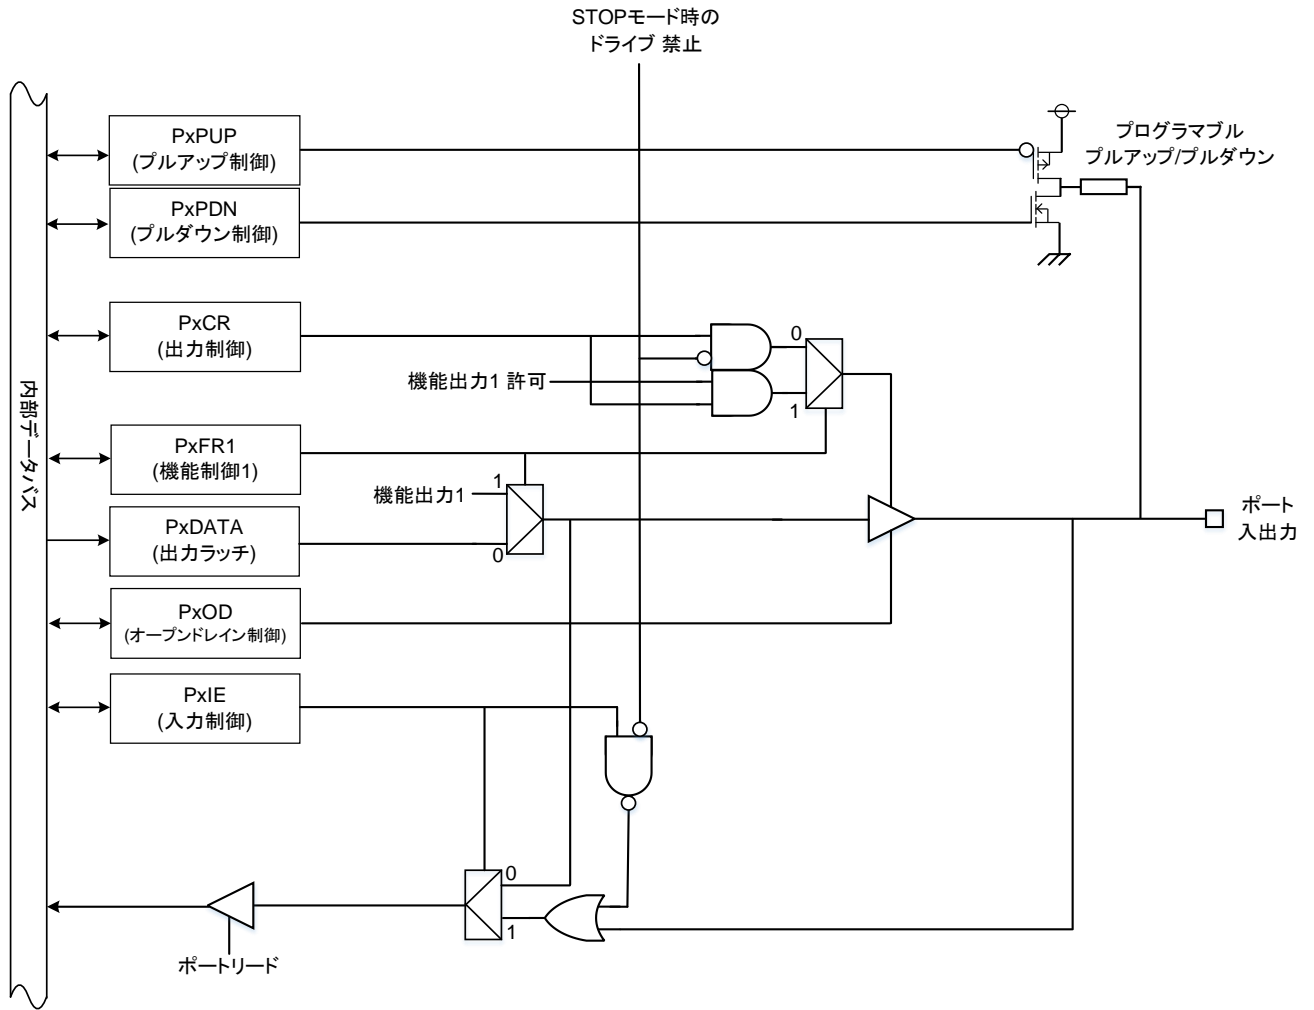 STOPモード時の
ドライブ 禁止
PxPUP
(プルアップ制御)
プログラマブル
プルアップ/プルダウン
PxPDN
(プルダウン制御)
PxCR
(出力制御)
0
機能出力1 許可
1
内部データバス
PxFR1
(機能制御1)
1
機能出力1
PxDATA
(出力ラッチ)
0
ポート
入出力
PxOD
(オープンドレイン制御)
PxIE
(入力制御)
0
1
ポートリード